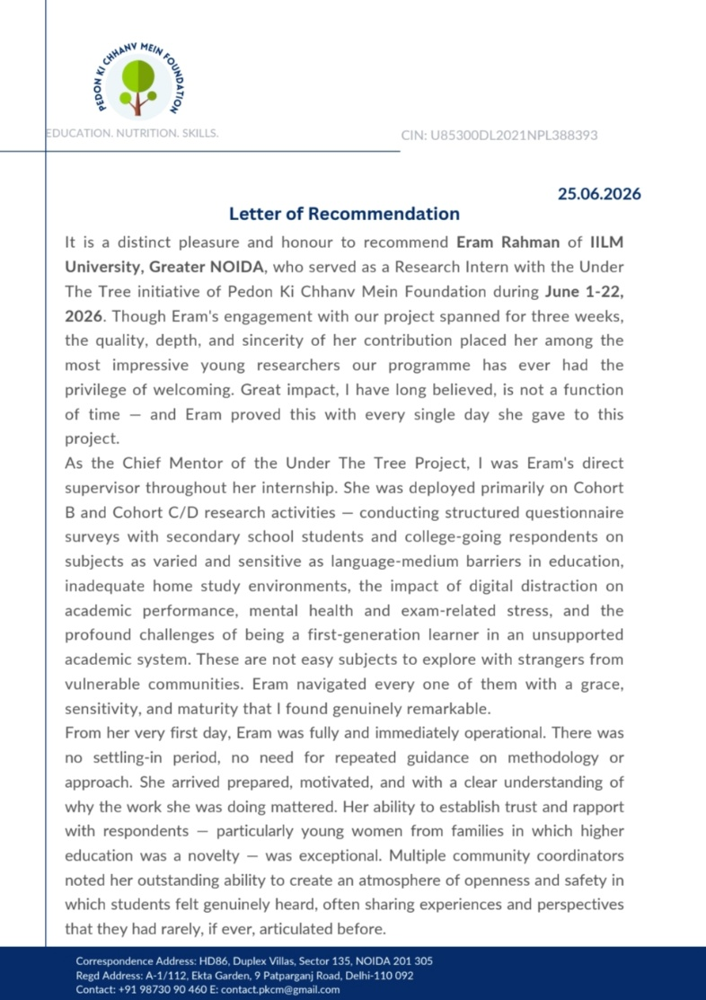 PEDON KI CHHANV MEIN FOUNDATION
EDUCATION. NUTRITION. SKILLS.
CIN: U85300DL2021NPL388393
25.06.2026
Letter of Recommendation
It is a distinct pleasure and honour to recommend Eram Rahman of IILM
University, Greater NOIDA, who served as a Research Intern with the Under
The Tree initiative of Pedon Ki Chhanv Mein Foundation during June 1-22,
2026. Though Eram's engagement with our project spanned for three weeks,
the quality, depth, and sincerity of her contribution placed her among the
most impressive young researchers our programme has ever had the
privilege of welcoming. Great impact, I have long believed, is not a function
of time — and Eram proved this with every single day she gave to this
project.
As the Chief Mentor of the Under The Tree Project, I was Eram's direct
supervisor throughout her internship. She was deployed primarily on Cohort
B and Cohort C/D research activities — conducting structured questionnaire
surveys with secondary school students and college-going respondents on
subjects as varied and sensitive as language-medium barriers in education,
inadequate home study environments, the impact of digital distraction on
academic performance, mental health and exam-related stress, and the
profound challenges of being a first-generation learner in an unsupported
academic system. These are not easy subjects to explore with strangers from
vulnerable communities. Eram navigated every one of them with a grace,
sensitivity, and maturity that I found genuinely remarkable.
From her very first day, Eram was fully and immediately operational. There was
no settling-in period, no need for repeated guidance on methodology or
approach. She arrived prepared, motivated, and with a clear understanding of
why the work she was doing mattered. Her ability to establish trust and rapport
with respondents — particularly young women from families in which higher
education was a novelty — was exceptional. Multiple community coordinators
noted her outstanding ability to create an atmosphere of openness and safety in
which students felt genuinely heard, often sharing experiences and perspectives
that they had rarely, if ever, articulated before.
Correspondence Address: HD86, Duplex Villas, Sector 135, NOIDA 201 305
Regd Address: A-1/112, Ekta Garden, 9 Patparganj Road, Delhi-110 092
Contact: +91 98730 90 460 E: contact.pkcm@gmail.com